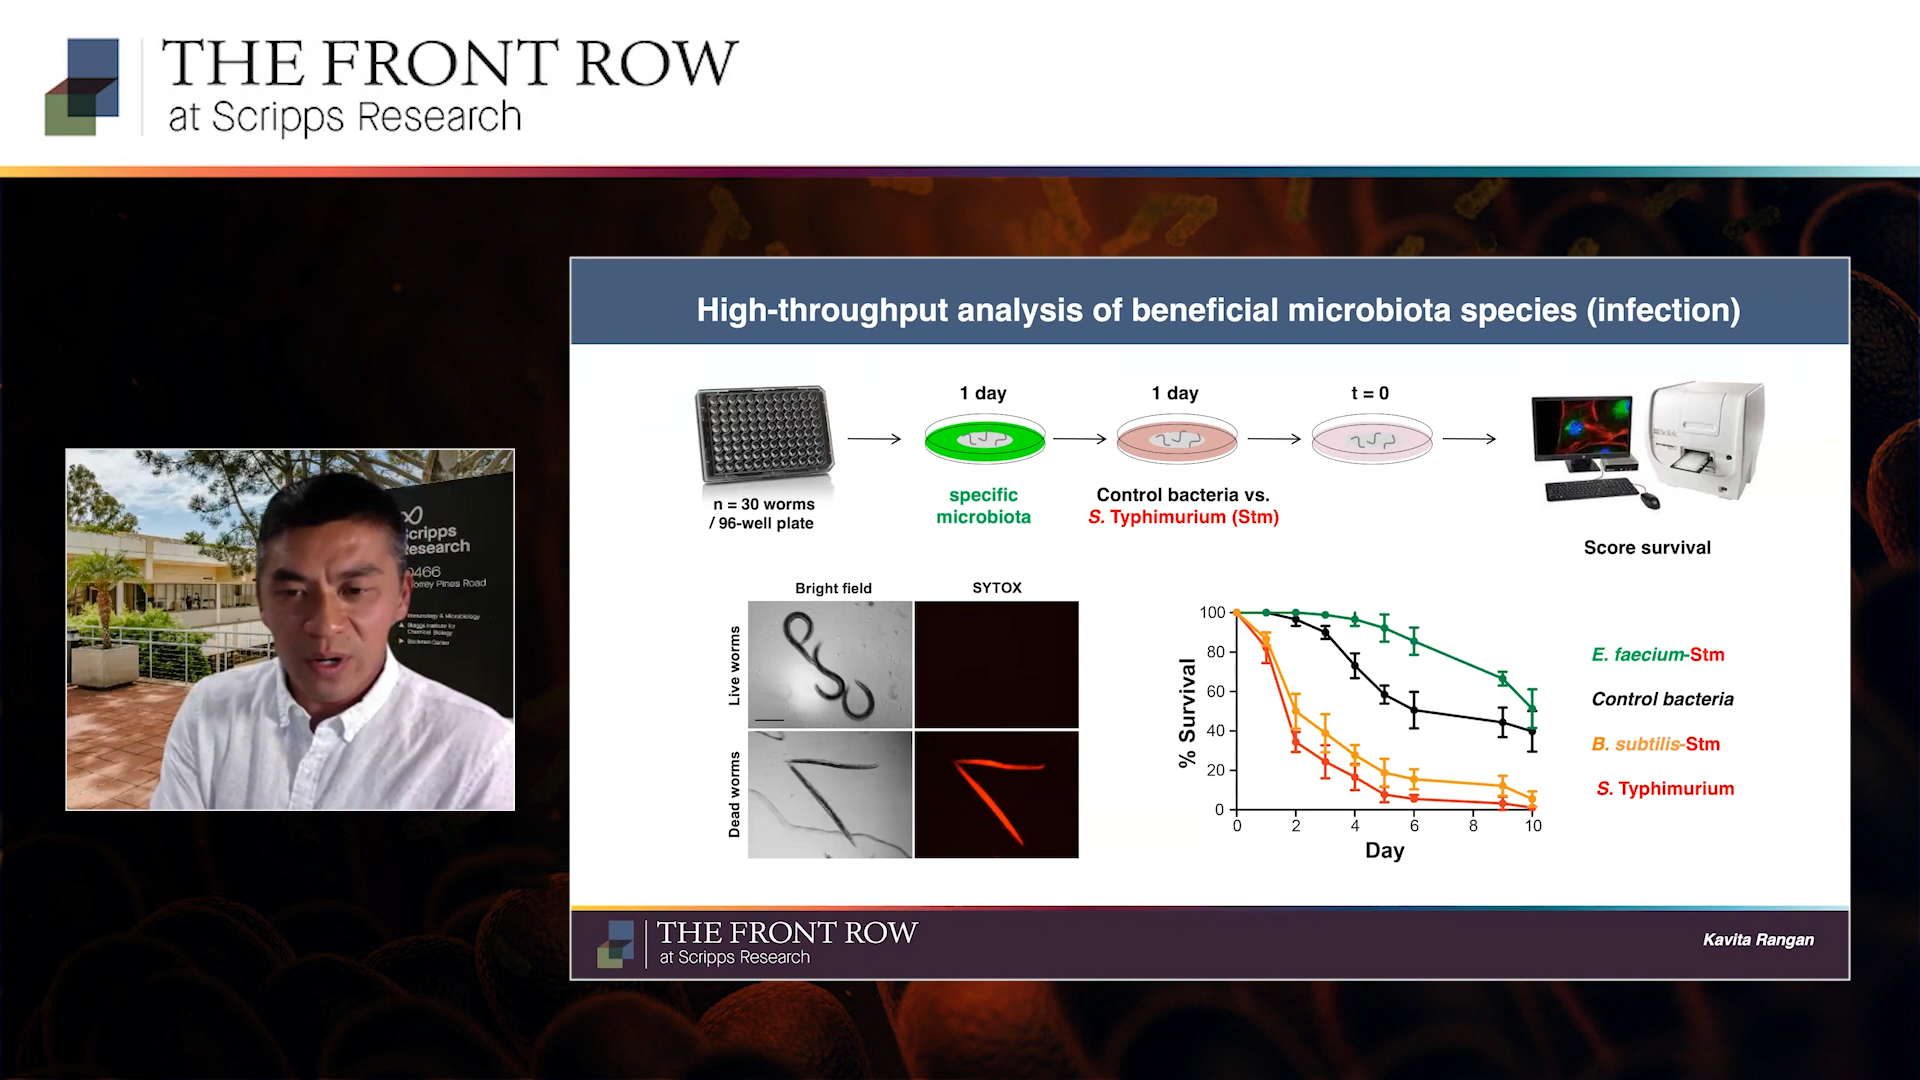 THE FRONT ROW
at Scripps Research
Scripps
Research
Torrey Pines Road
Immunology & Microbiology
Skaggs Institute for
Chemical Biology
High-throughput analysis of beneficial microbiota species (infection)
1 day
1 day
t = 0
n = 30 worms
/ 96-well plate
specific
microbiota
Control bacteria vs.
S. Typhimurium (Stm)
Score survival
Bright field
SYTOX
Live worms
Dead worms
% Survival
100
80
60
40
20
0
0
2
4
6
8
10
Day
E. faecium-Stm
Control bacteria
B. subtilis-Stm
S. Typhimurium
THE FRONT ROW
at Scripps Research
Kavita Rangan